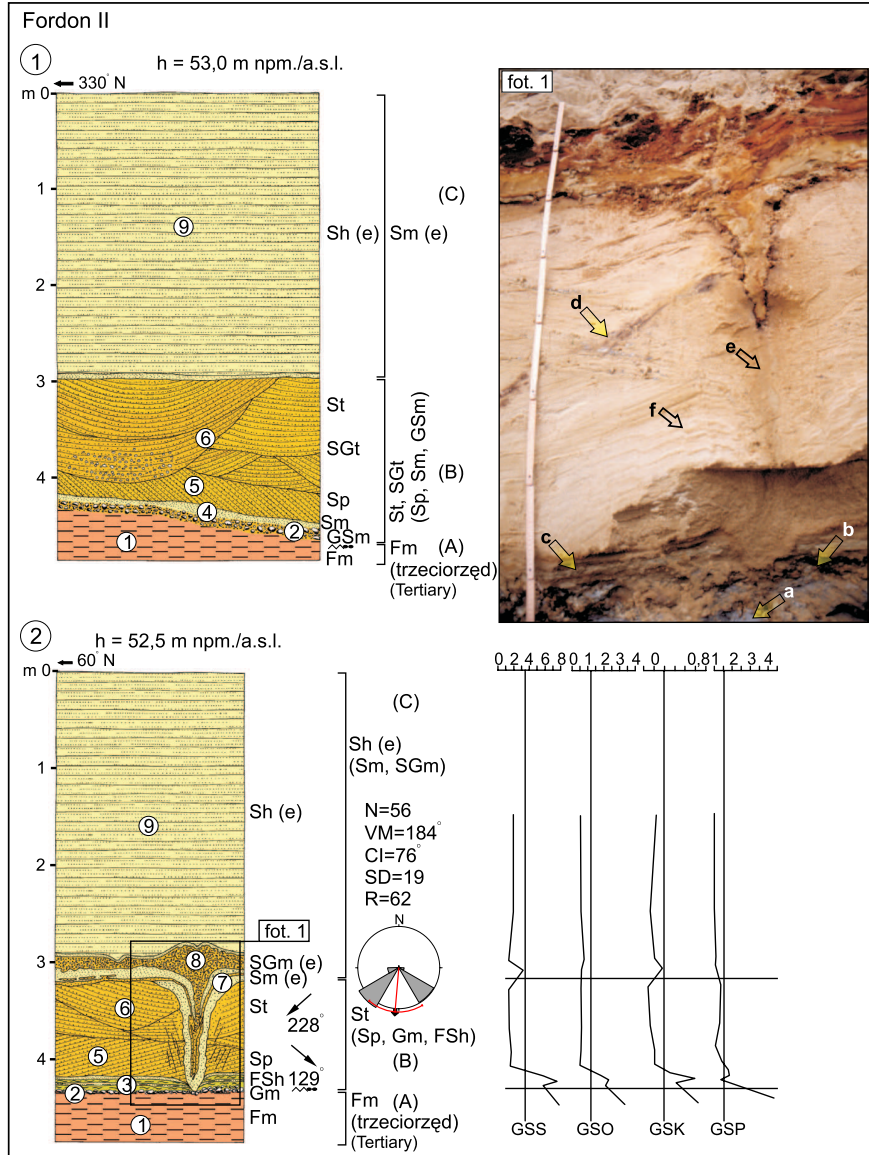 Fordon II
1
h = 53,0 m npm./a.s.l.
330° N
m 0
1
2
3
4
9
6
5
4
2
1
Sh (e)
St
SGt
Sp
Sm
GSm
Fm
Sm (e)
(C)
St, SGt
(Sp, Sm, GSm)
(B)
Fm (A)
(trzeciorzęd)
(Tertiary)
fot. 1
d
e
f
c
b
a
2
h = 52,5 m npm./a.s.l.
60° N
m 0
1
2
3
4
9
8
7
6
5
3
2
1
fot. 1
Sh (e)
SGm (e)
Sm (e)
St
228°
Sp
FSh 129°
Gm
Fm
(C)
Sh (e)
(Sm, SGm)
N=56
VM=184°
CI=76°
SD=19
R=62
N
St
(Sp, Gm, FSh)
(B)
Fm (A)
(trzeciorzęd)
(Tertiary)
0 2 4 6 8 0 1 2 3 4 0 0,8 1 2 3 4
GSS GSO GSK GSP